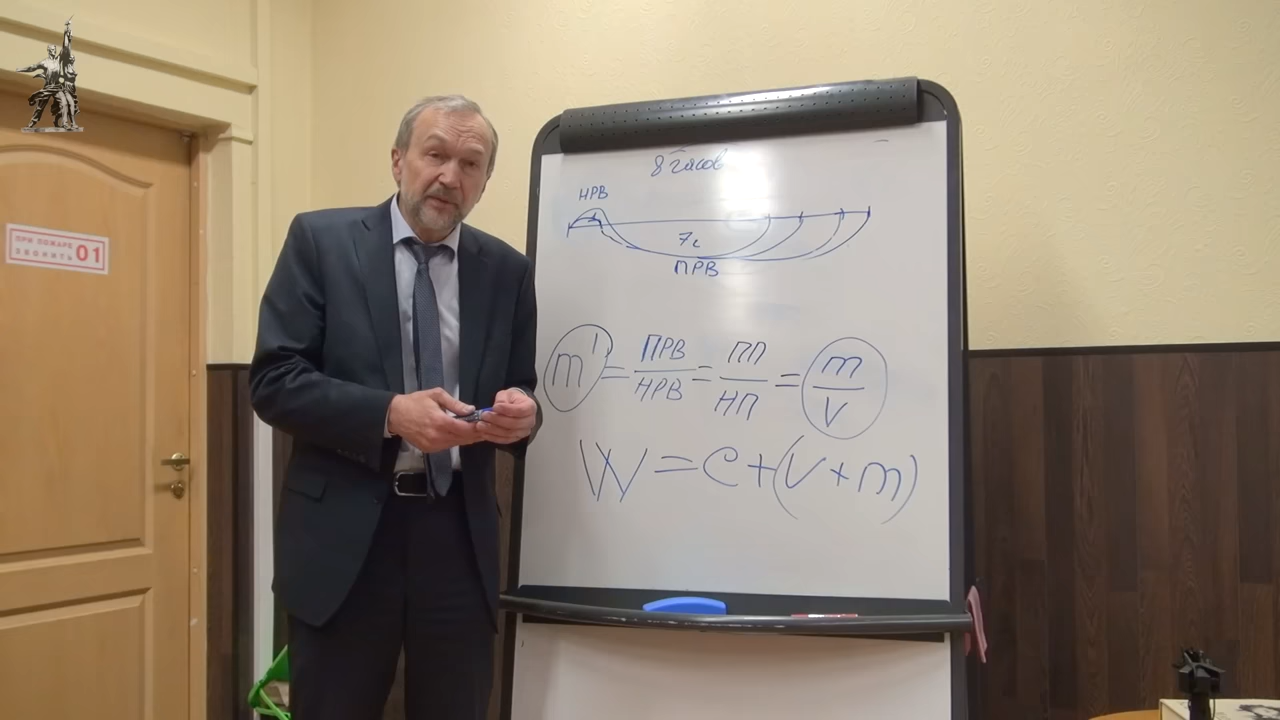 ПРИ ПОЖАРЕ
ЗВОНИТЬ 01
8 часов
НРВ
7ч
ПРВ
m' = ПРВ/НРВ = ПП/НП = m/v
W = c + (v + m)